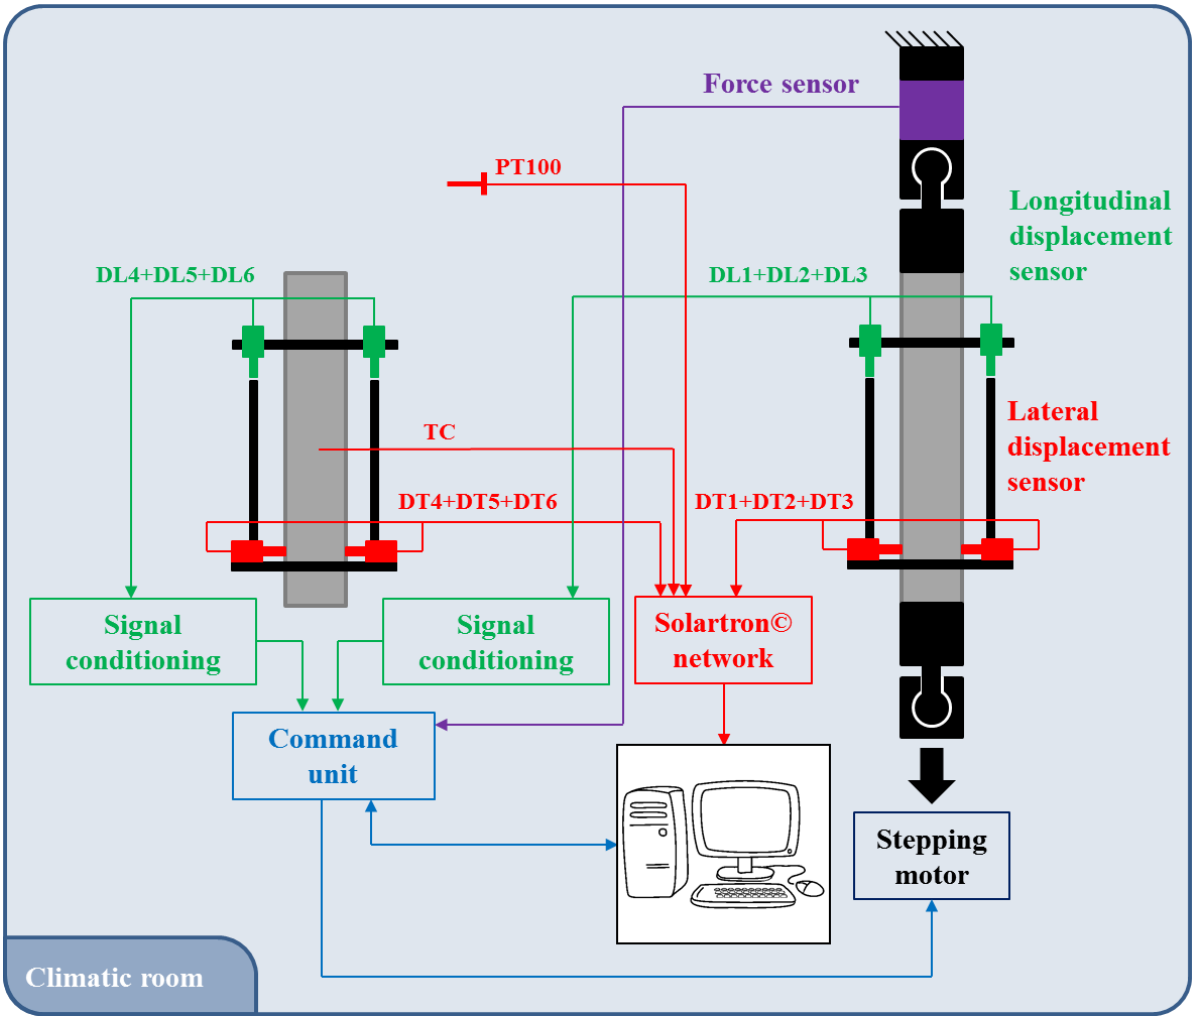 Force sensor
PT100
Longitudinal
displacement
sensor
DL4+DL5+DL6
DL1+DL2+DL3
Lateral
displacement
sensor
TC
DT4+DT5+DT6
DT1+DT2+DT3
Signal
conditioning
Signal
conditioning
Solartron©
network
Command
unit
Stepping
motor
Climatic room